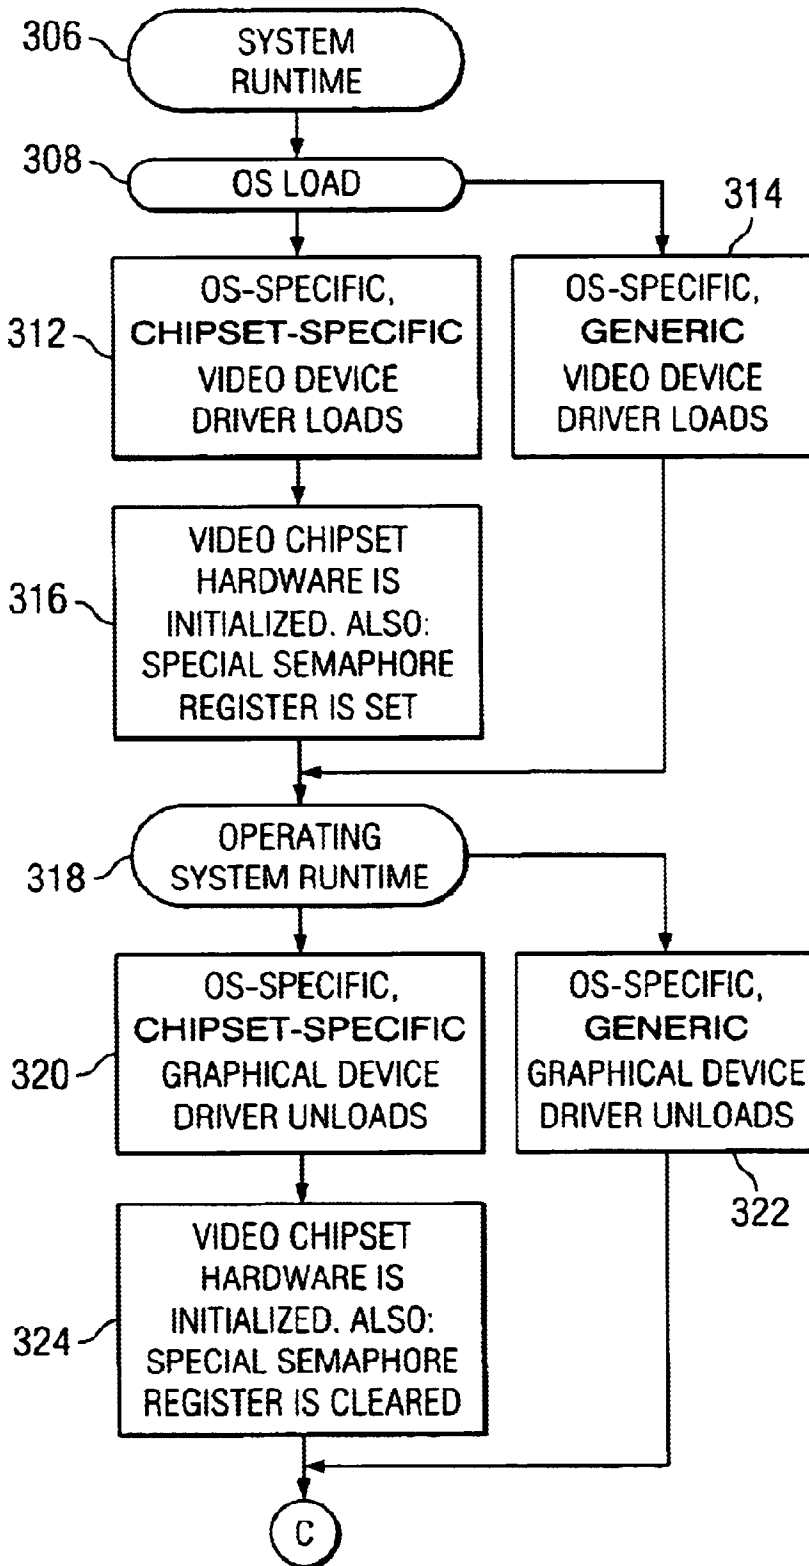 306
SYSTEM
RUNTIME
308
OS LOAD
314
312
OS-SPECIFIC,
CHIPSET-SPECIFIC
VIDEO DEVICE
DRIVER LOADS
OS-SPECIFIC,
GENERIC
VIDEO DEVICE
DRIVER LOADS
316
VIDEO CHIPSET
HARDWARE IS
INITIALIZED. ALSO:
SPECIAL SEMAPHORE
REGISTER IS SET
318
OPERATING
SYSTEM RUNTIME
320
OS-SPECIFIC,
CHIPSET-SPECIFIC
GRAPHICAL DEVICE
DRIVER UNLOADS
OS-SPECIFIC,
GENERIC
GRAPHICAL DEVICE
DRIVER UNLOADS
322
324
VIDEO CHIPSET
HARDWARE IS
INITIALIZED. ALSO:
SPECIAL SEMAPHORE
REGISTER IS CLEARED
C